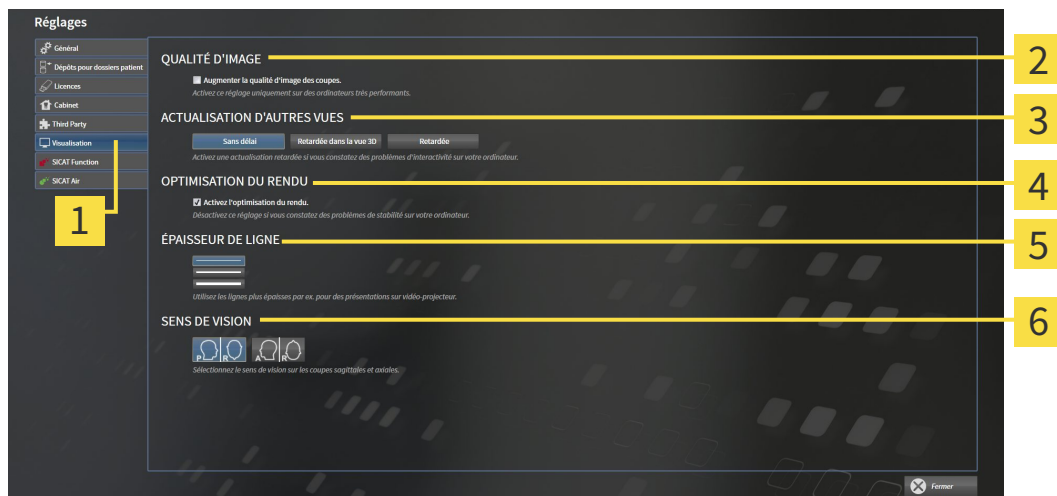 Réglages
Général
Dépôts pour dossiers patient
Licences
Cabinet
Third Party
Visualisation
SICAT Function
SICAT Air
1
QUALITÉ D'IMAGE
2
Augmenter la qualité d'image des coupes.
Activez ce réglage uniquement sur des ordinateurs très performants.
ACTUALISATION D'AUTRES VUES
3
Sans délai Retardée dans la vue 3D Retardée
Activez une actualisation retardée si vous constatez des problèmes d'interactivité sur votre ordinateur.
OPTIMISATION DU RENDU
4
Activez l'optimisation du rendu.
Désactivez ce réglage si vous constatez des problèmes de stabilité sur votre ordinateur.
ÉPAISSEUR DE LIGNE
5
Utilisez les lignes plus épaisses par ex. pour des présentations sur vidéo-projecteur.
SENS DE VISION
6
P R A R
Sélectionnez le sens de vision sur les coupes sagittales et axiales.
Fermer